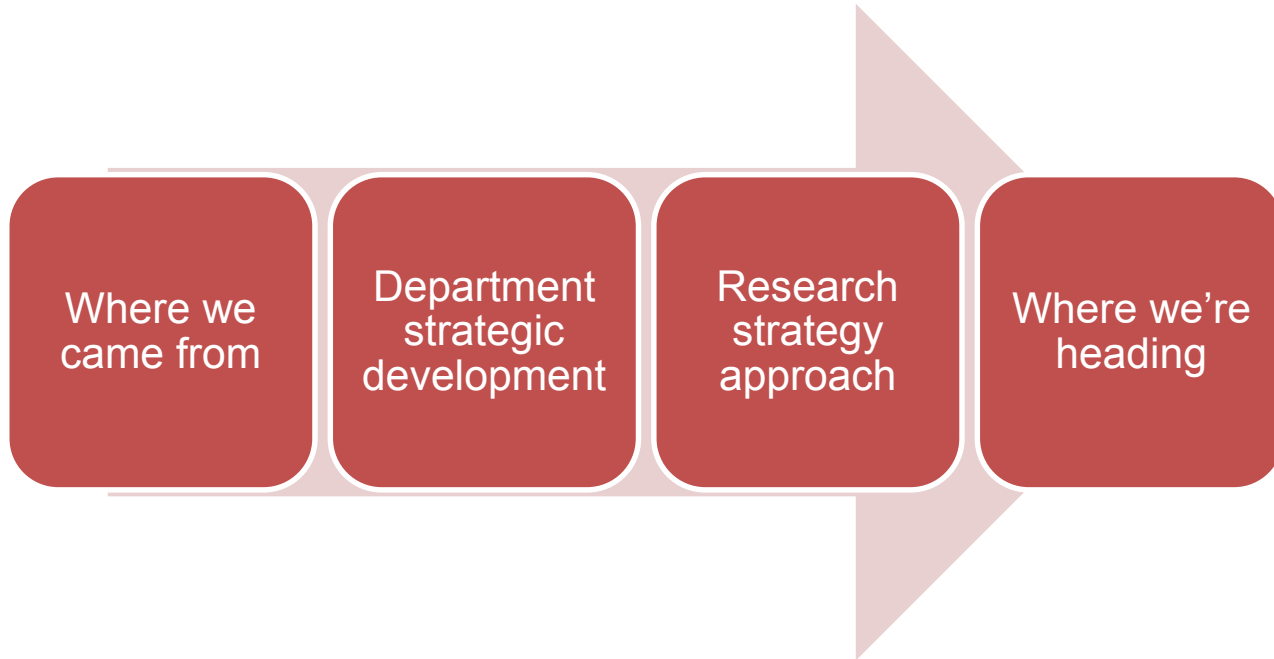 Where we
came from
Department
strategic
development
Research
strategy
approach
Where we’re
heading